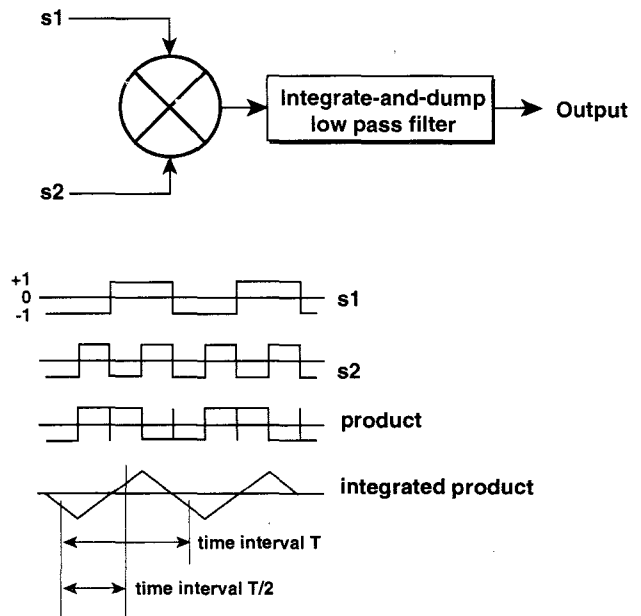 s1
Integrate-and-dump
low pass filter
Output
s2
+1
0
-1
s1
s2
product
integrated product
time interval T
time interval T/2